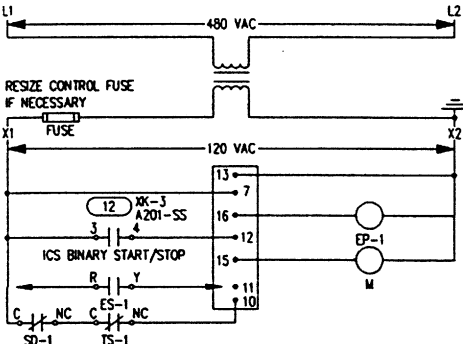 L1 L2
480 VAC
RESIZE CONTROL FUSE
IF NECESSARY
FUSE
X1 X2
120 VAC
13
7
12 XK-3
A201-SS
16
3 4
12
ICS BINARY START/STOP
EP-1
15
R Y
M
11
ES-1
10
C NC C NC
SD-1 TS-1